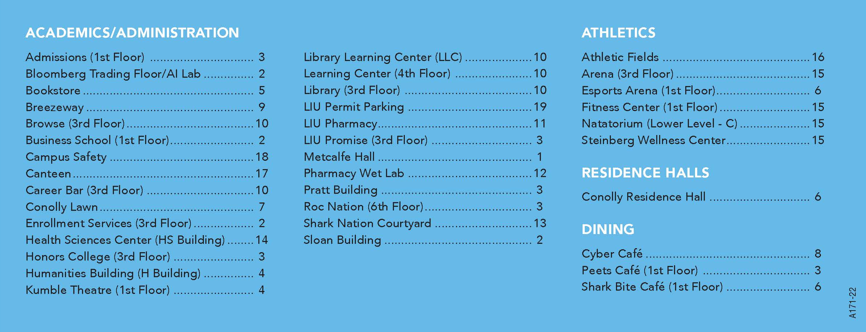 ACADEMICS/ADMINISTRATION
Admissions (1st Floor) ............................... 3
Bloomberg Trading Floor/AI Lab ............... 2
Bookstore ................................................... 5
Breezeway .................................................. 9
Browse (3rd Floor)......................................10
Business School (1st Floor)......................... 2
Campus Safety ...........................................18
Canteen......................................................17
Career Bar (3rd Floor) ................................10
Conolly Lawn.............................................. 7
Enrollment Services (3rd Floor).................. 2
Health Sciences Center (HS Building)........14
Honors College (3rd Floor) ........................ 3
Humanities Building (H Building) ............... 4
Kumble Theatre (1st Floor) ........................ 4
Library Learning Center (LLC) ....................10
Learning Center (4th Floor) .......................10
Library (3rd Floor) ......................................10
LIU Permit Parking .....................................19
LIU Pharmacy..............................................11
LIU Promise (3rd Floor) .............................. 3
Metcalfe Hall .............................................. 1
Pharmacy Wet Lab .....................................12
Pratt Building ............................................. 3
Roc Nation (6th Floor)................................ 3
Shark Nation Courtyard .............................13
Sloan Building ............................................ 2
ATHLETICS
Athletic Fields ............................................16
Arena (3rd Floor)........................................15
Esports Arena (1st Floor)............................ 6
Fitness Center (1st Floor)...........................15
Natatorium (Lower Level - C).....................15
Steinberg Wellness Center.........................15
RESIDENCE HALLS
Conolly Residence Hall .............................. 6
DINING
Cyber Café ................................................. 8
Peets Café (1st Floor) ................................ 3
Shark Bite Café (1st Floor) ......................... 6
A171-22